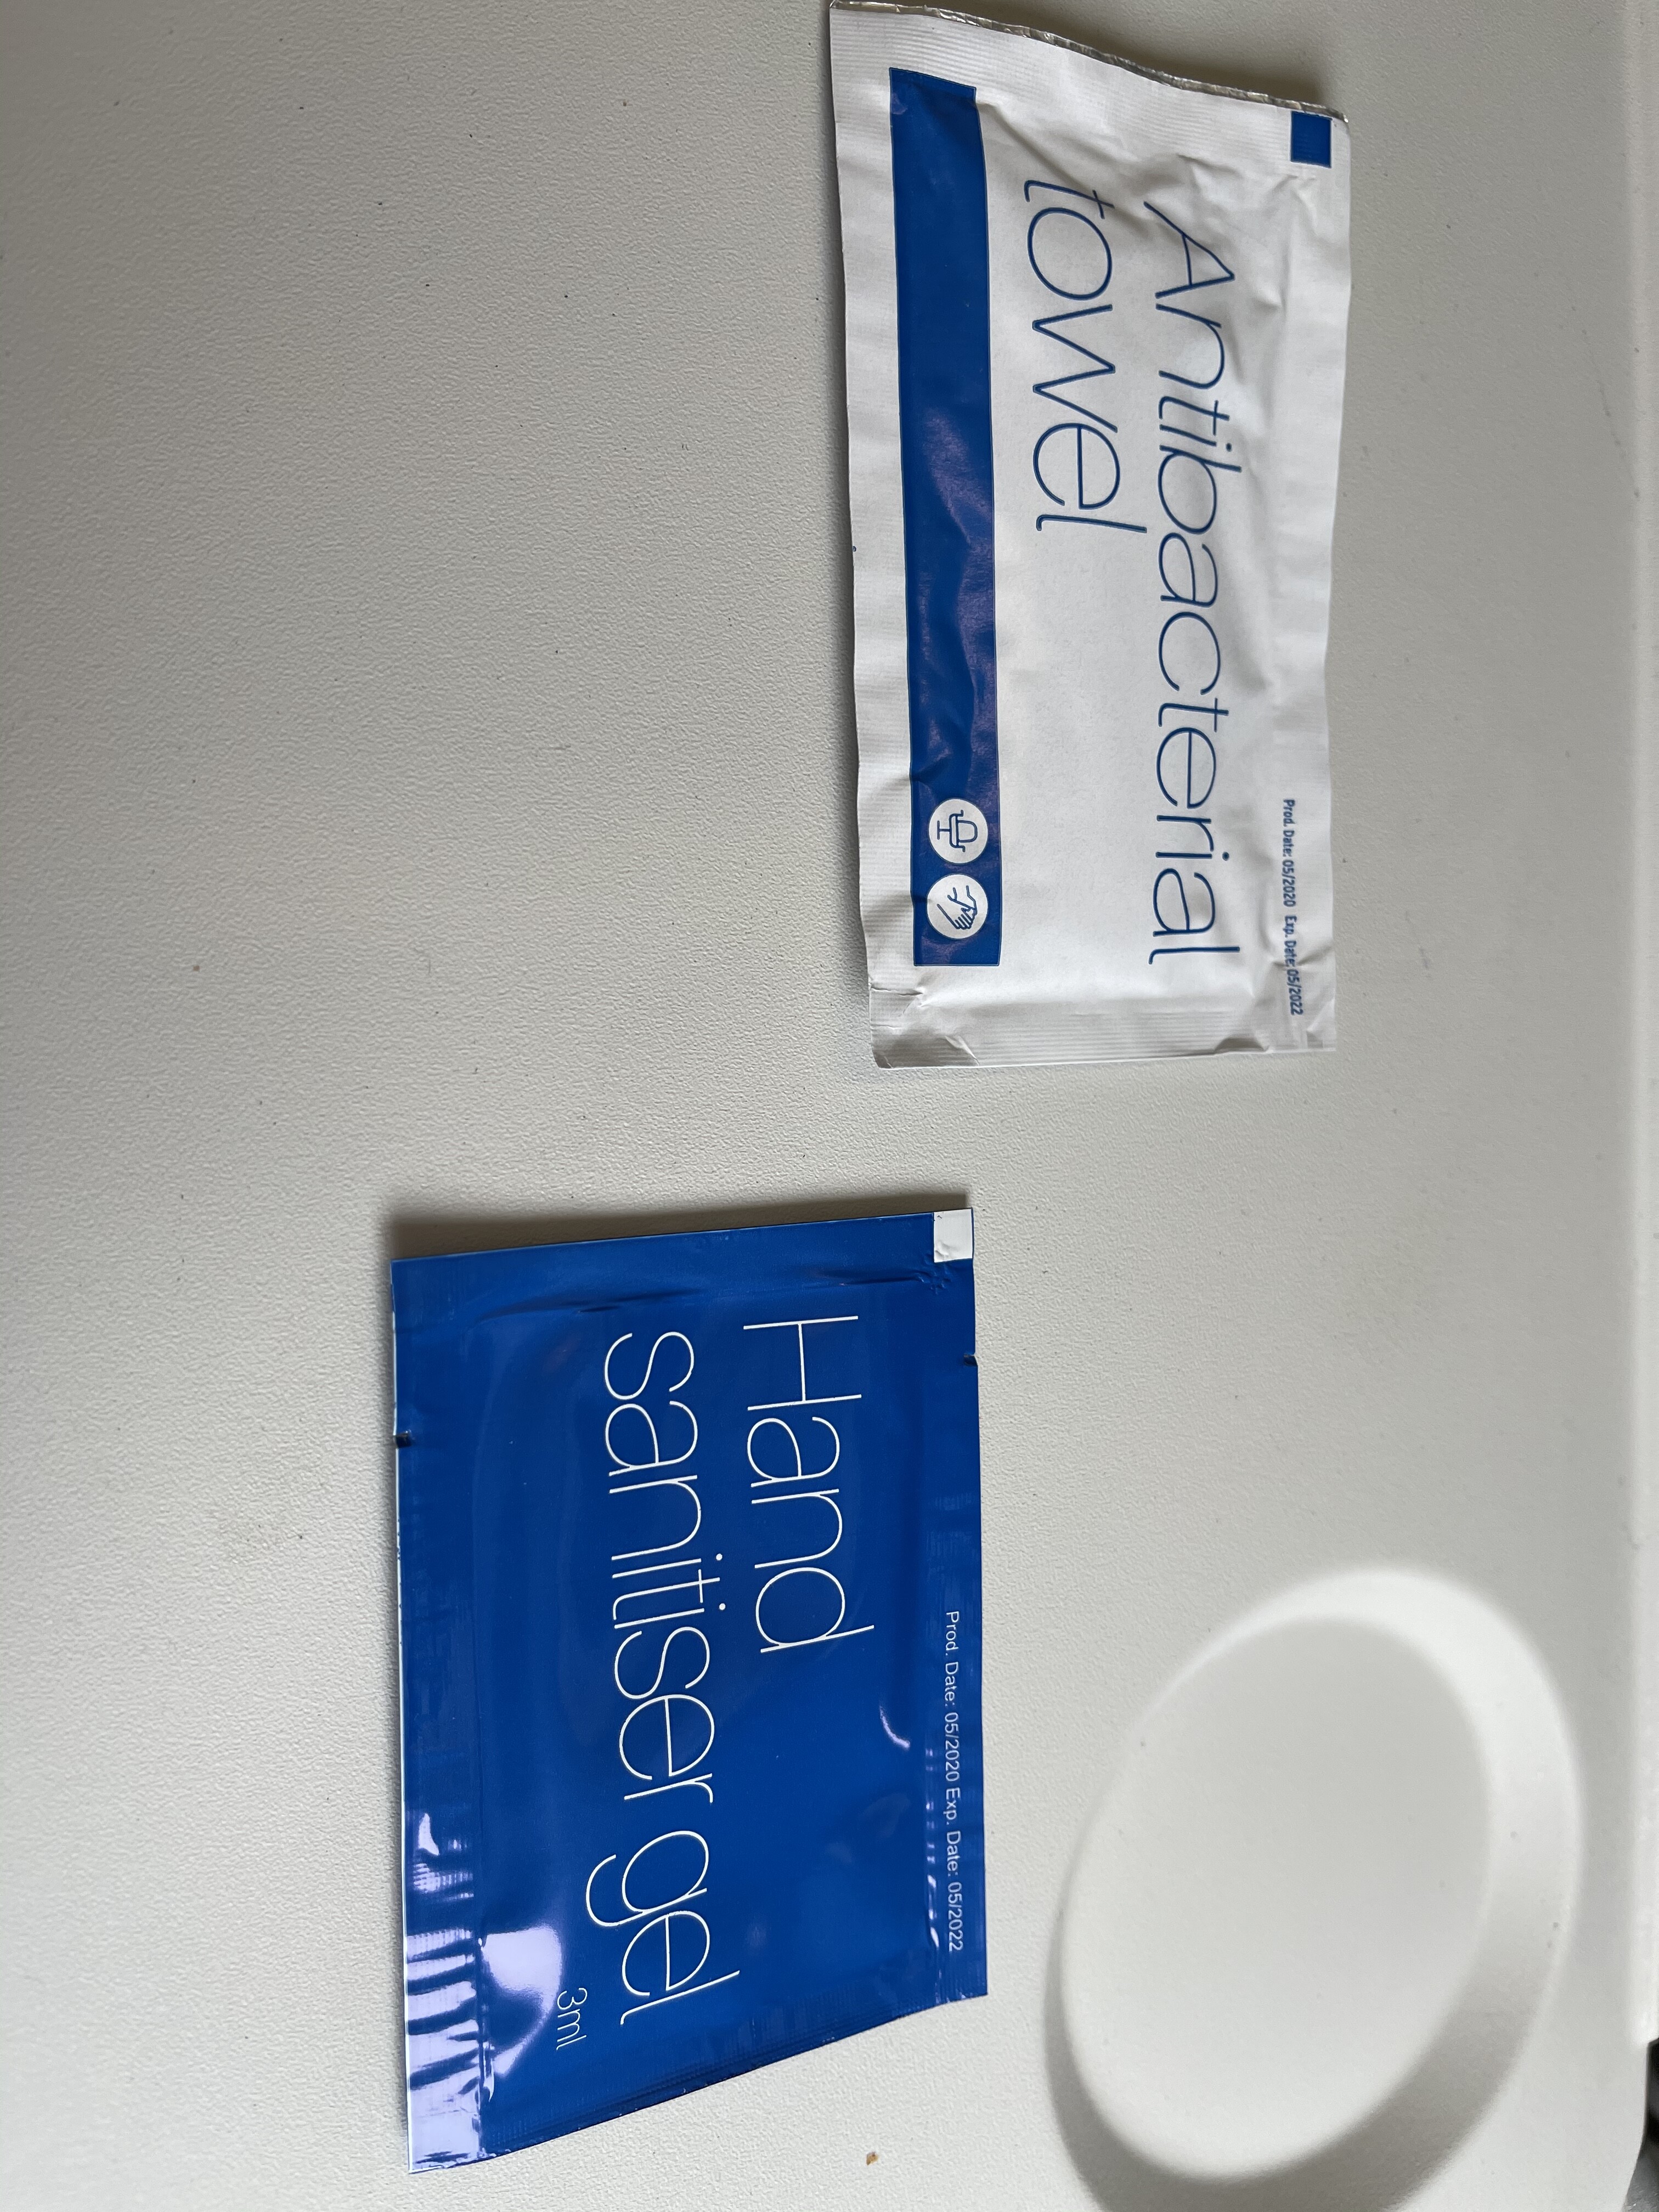 Prod. Date: 05/2020 Exp. Date: 05/2022
Antibacterial
towel
Prod. Date: 05/2020 Exp. Date: 05/2022
Hand
sanitiser gel
3ml